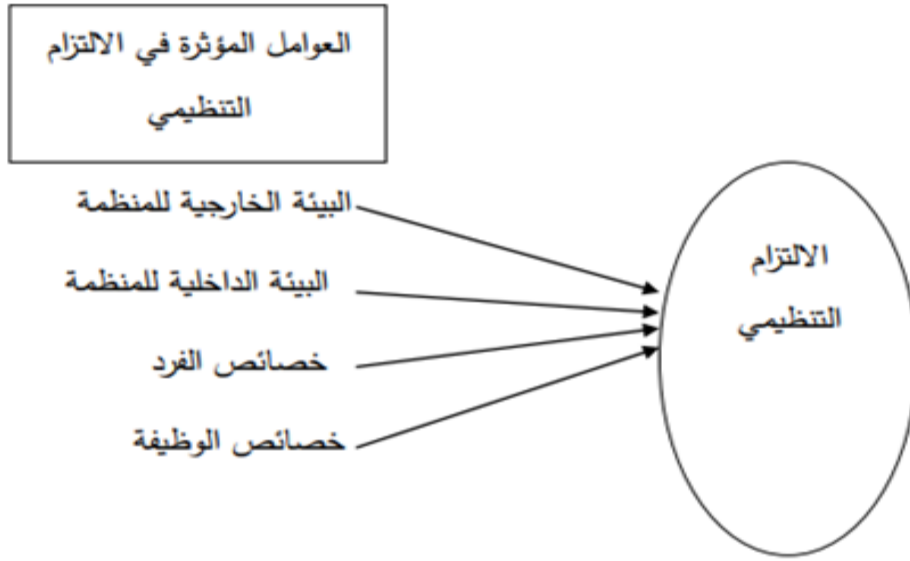 العوامل المؤثرة في الالتزام
التنظيمي
البيئة الخارجية للمنظمة
البيئة الداخلية للمنظمة
خصائص الفرد
خصائص الوظيفة
الالتزام
التنظيمي